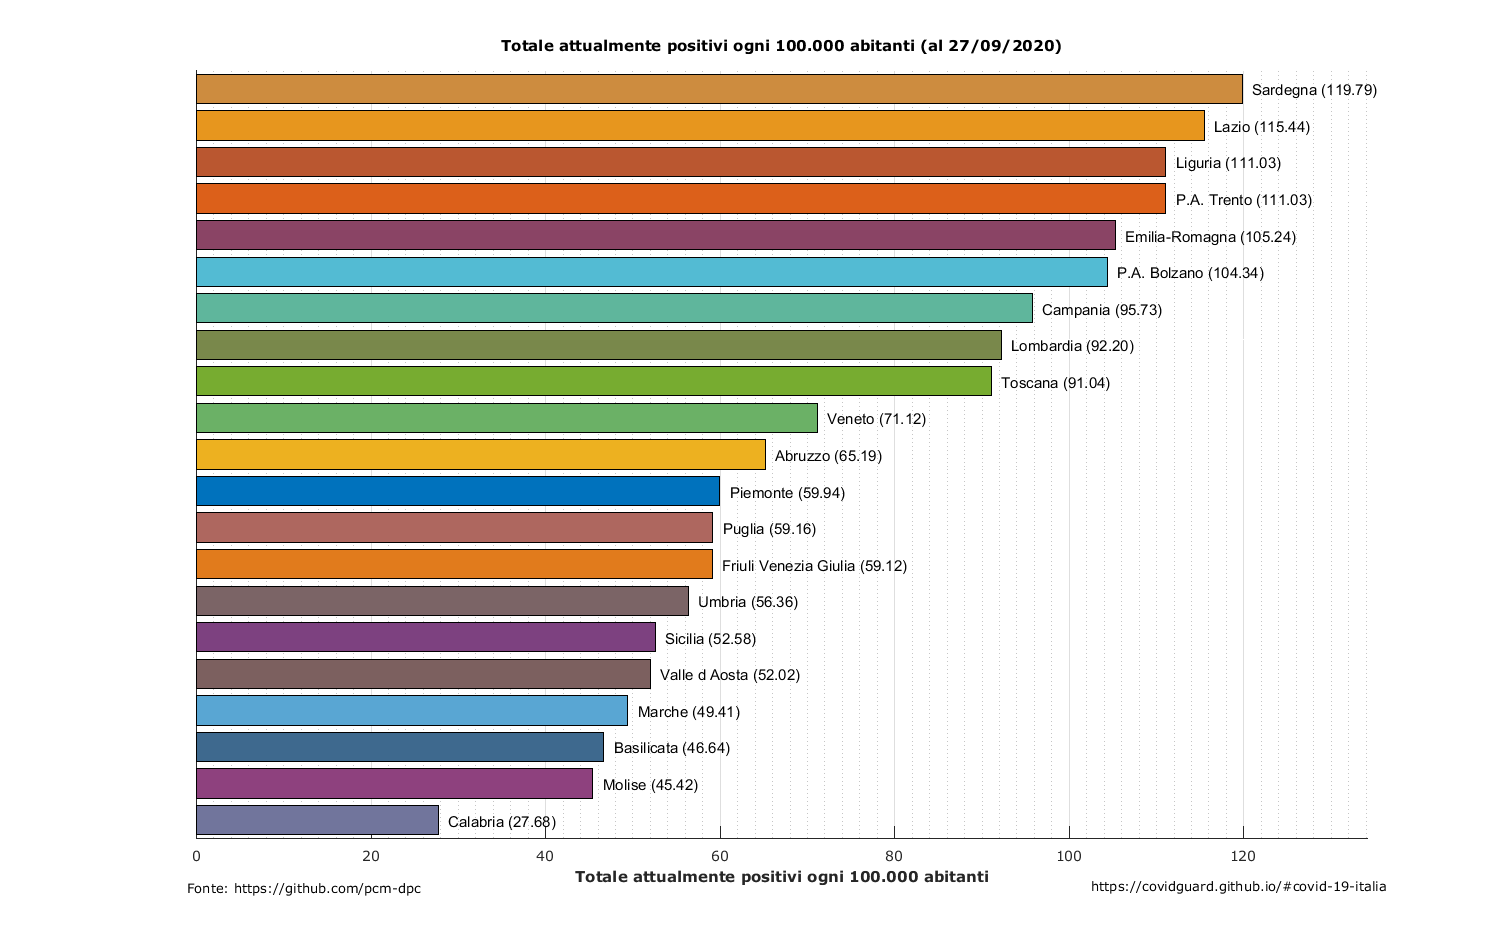 Totale attualmente positivi ogni 100.000 abitanti (al 27/09/2020)
Sardegna (119.79)
Lazio (115.44)
Liguria (111.03)
P.A. Trento (111.03)
Emilia-Romagna (105.24)
P.A. Bolzano (104.34)
Campania (95.73)
Lombardia (92.20)
Toscana (91.04)
Veneto (71.12)
Abruzzo (65.19)
Piemonte (59.94)
Puglia (59.16)
Friuli Venezia Giulia (59.12)
Umbria (56.36)
Sicilia (52.58)
Valle d Aosta (52.02)
Marche (49.41)
Basilicata (46.64)
Molise (45.42)
Calabria (27.68)
0 20 40 60 80 100 120
Totale attualmente positivi ogni 100.000 abitanti
Fonte: https://github.com/pcm-dpc
https://covidguard.github.io/#covid-19-italia